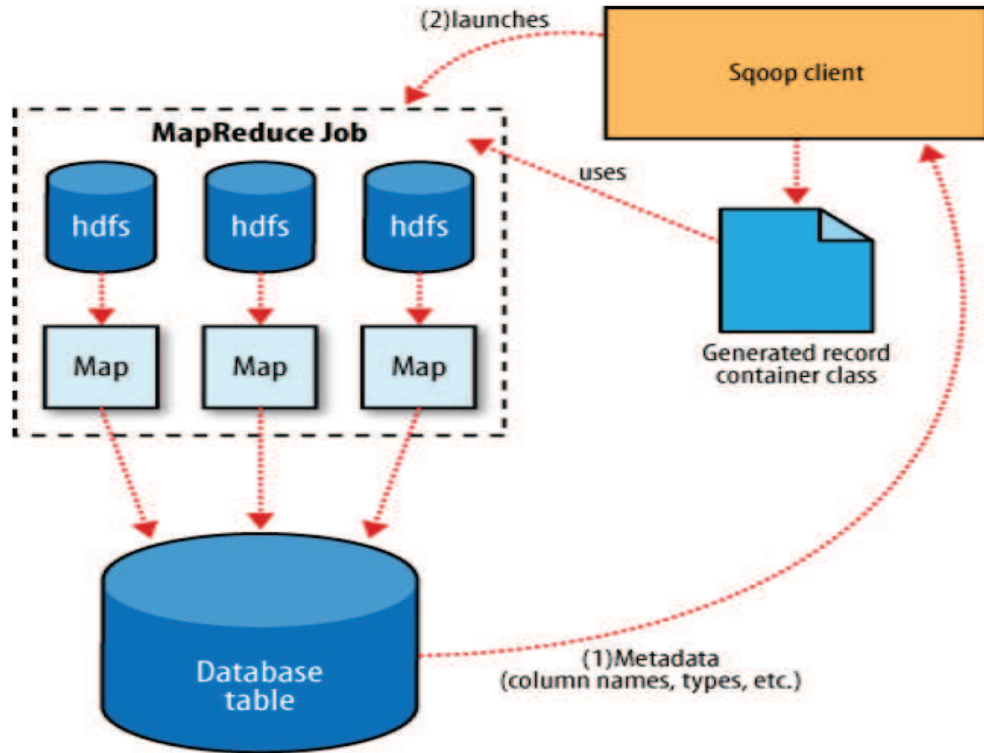 (2)launches
Sqoop client
MapReduce Job
hdfs
hdfs
hdfs
uses
Map
Map
Map
Generated record
container class
Database
table
(1)Metadata
(column names, types, etc.)